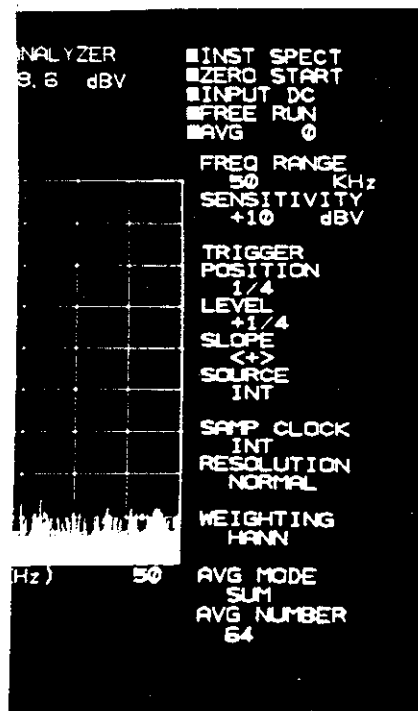 NALYZER
8.6 dBV
INST SPECT
ZERO START
INPUT DC
FREE RUN
AVG 0
FREQ RANGE
50 KHz
SENSITIVITY
+10 dBV
TRIGGER
POSITION
1/4
LEVEL
+1/4
SLOPE
<+>
SOURCE
INT
SAMP CLOCK
INT
RESOLUTION
NORMAL
WEIGHTING
HANN
AVG MODE
SUM
AVG NUMBER
64
Hz) 50